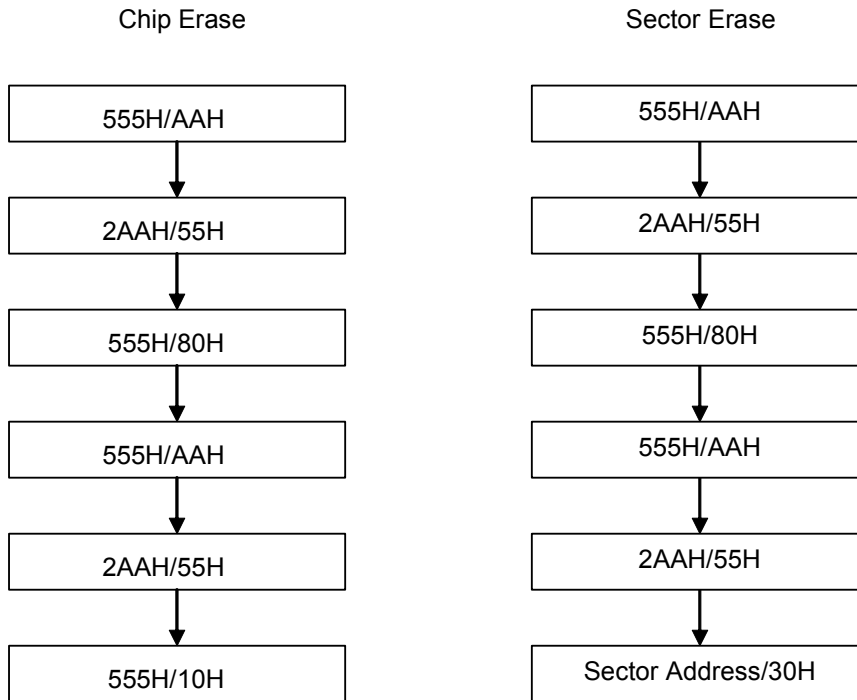 Chip Erase
555H/AAH
2AAH/55H
555H/80H
555H/AAH
2AAH/55H
555H/10H
Sector Erase
555H/AAH
2AAH/55H
555H/80H
555H/AAH
2AAH/55H
Sector Address/30H